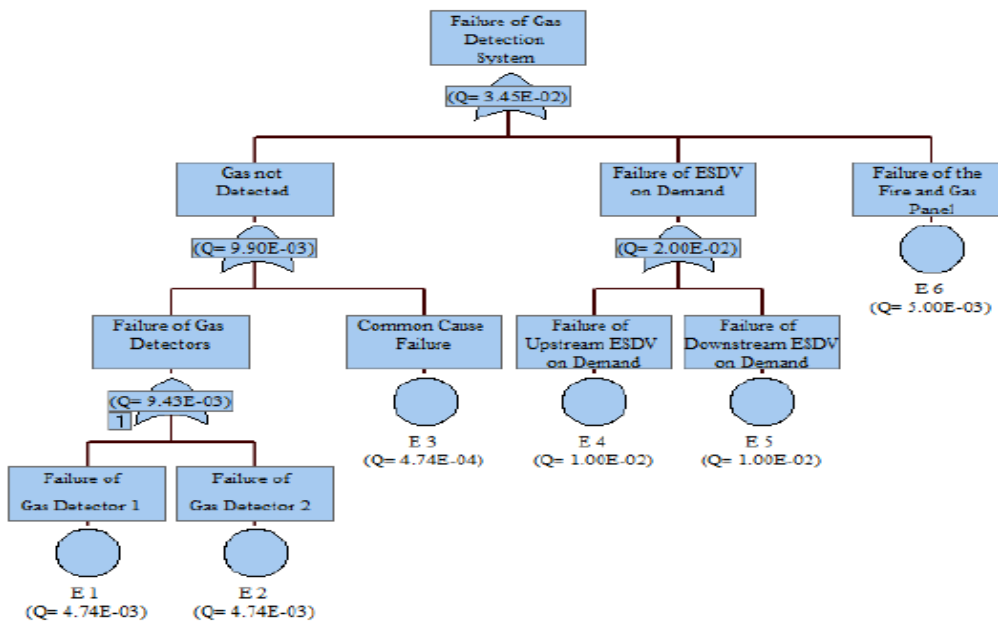 Failure of Gas
Detection
System
(Q= 3.45E-02)
Gas not
Detected
Failure of ESDV
on Demand
Failure of the
Fire and Gas
Panel
(Q= 9.90E-03)
(Q= 2.00E-02)
E 6
(Q= 5.00E-03)
Failure of Gas
Detectors
Common Cause
Failure
Failure of
Upstream ESDV
on Demand
Failure of
Downstream ESDV
on Demand
(Q= 9.43E-03)
1
E 3
(Q= 4.74E-04)
E 4
(Q= 1.00E-02)
E 5
(Q= 1.00E-02)
Failure of
Gas Detector 1
Failure of
Gas Detector 2
E 1
(Q= 4.74E-03)
E 2
(Q= 4.74E-03)